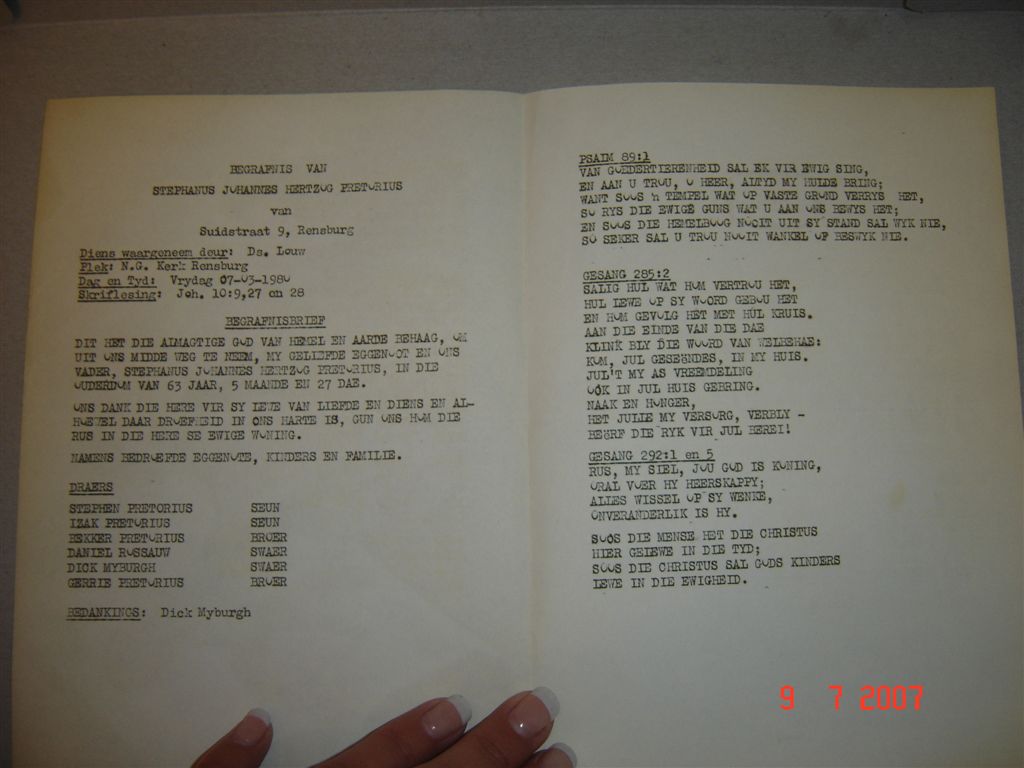 BEGRAFNIS VAN
STEPHANUS JOHANNES HERTZOG PRETORIUS
van
Suidstraat 9, Rensburg
Diens waargeneem deur: Ds. Louw
Plek: N.G. Kerk Rensburg
Dag en Tyd: Vrydag 07-03-1980
Skriflesing: Joh. 10:9,27 en 28
BEGRAFNISBRIEF
DIT HET DIE ALMAGTIGE GOD VAN HEMEL EN AARDE BEHAAG, OM
UIT ONS MIDDE WEG TE NEEM, MY GELIEFDE EGGENOOT EN ONS
VADER, STEPHANUS JOHANNES HERTZOG PRETORIUS, IN DIE
OUDERDOM VAN 63 JAAR, 5 MAANDE EN 27 DAE.
ONS DANK DIE HERE VIR SY LEWE VAN LIEFDE EN DIENS EN AL-
HOEWEL DAAR DROEFHEID IN ONS HARTE IS, GUN ONS HOM DIE
RUS IN DIE HERE SE EWIGE WONING.
NAMENS BEDROEFDE EGGENOTE, KINDERS EN FAMILIE.
DRAERS
STEPHEN PRETORIUS SEUN
IZAK PRETORIUS SEUN
BEKKER PRETORIUS BROER
DANIEL ROSSAUW SWAER
DICK MYBURGH SWAER
GERRIE PRETORIUS BROER
BEDANKINGS: Dick Myburgh
PSALM 89:1
VAN GOEDERTIERENHEID SAL EK VIR EWIG SING,
EN AAN U TROU, O HEER, ALTYD MY HULDE BRING;
WANT SOOS 'n TEMPEL WAT OP VASTE GROND VERRYS HET,
SO RYS DIE EWIGE GUNS WAT U AAN ONS BEWYS HET;
EN SOOS DIE HEMELBOOG NOOIT UIT SY STAND SAL WYK NIE,
SO SEKER SAL U TROU NOOIT WANKEL OF BESWYK NIE.
GESANG 285:2
SALIG HUL WAT HOM VERTROU HET,
HUL LEWE OP SY WOORD GEBOU HET
EN HOM GEVOLG HET MET HUL KRUIS.
AAN DIE EINDE VAN DIE DAE
KLINK BLY DIE WOORD VAN WELBEHAE:
KOM, JUL GESEËNDES, IN MY HUIS.
JUL'T MY AS VREEMDELING
OOK IN JUL HUIS GEBRING.
NAAK EN HONGER,
HET JULIE MY VERSORG, VERBLY -
BEËRF DIE RYK VIR JUL BEREI!
GESANG 292:1 en 5
RUS, MY SIEL, JOU GOD IS KONING,
ORAL VOER HY HEERSKAPPY;
ALLES WISSEL OP SY WENKE,
ONVERANDERLIK IS HY.
SOOS DIE MENSE HET DIE CHRISTUS
HIER GELEWE IN DIE TYD;
SOOS DIE CHRISTUS SAL GODS KINDERS
LEWE IN DIE EWIGHEID.
9 7 2007